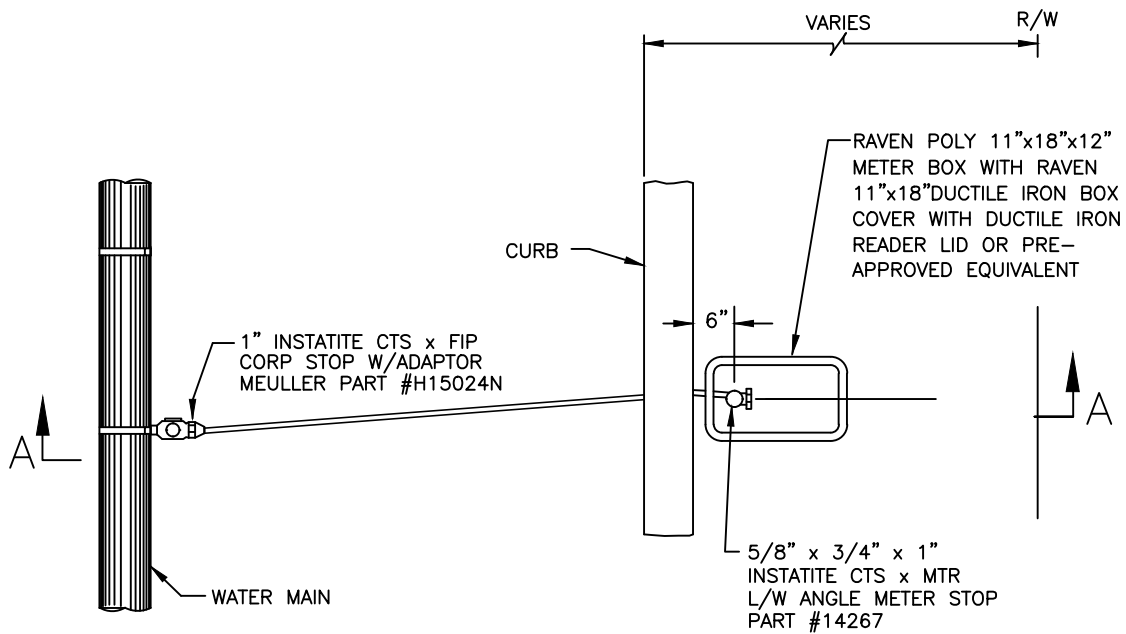 VARIES
R/W
RAVEN POLY 11"x18"x12"
METER BOX WITH RAVEN
11"x18"DUCTILE IRON BOX
COVER WITH DUCTILE IRON
READER LID OR PRE-
APPROVED EQUIVALENT
CURB
6"
1" INSTATITE CTS x FIP
CORP STOP W/ADAPTOR
MEULLER PART #H15024N
A
A
5/8" x 3/4" x 1"
INSTATITE CTS x MTR
L/W ANGLE METER STOP
PART #14267
WATER MAIN